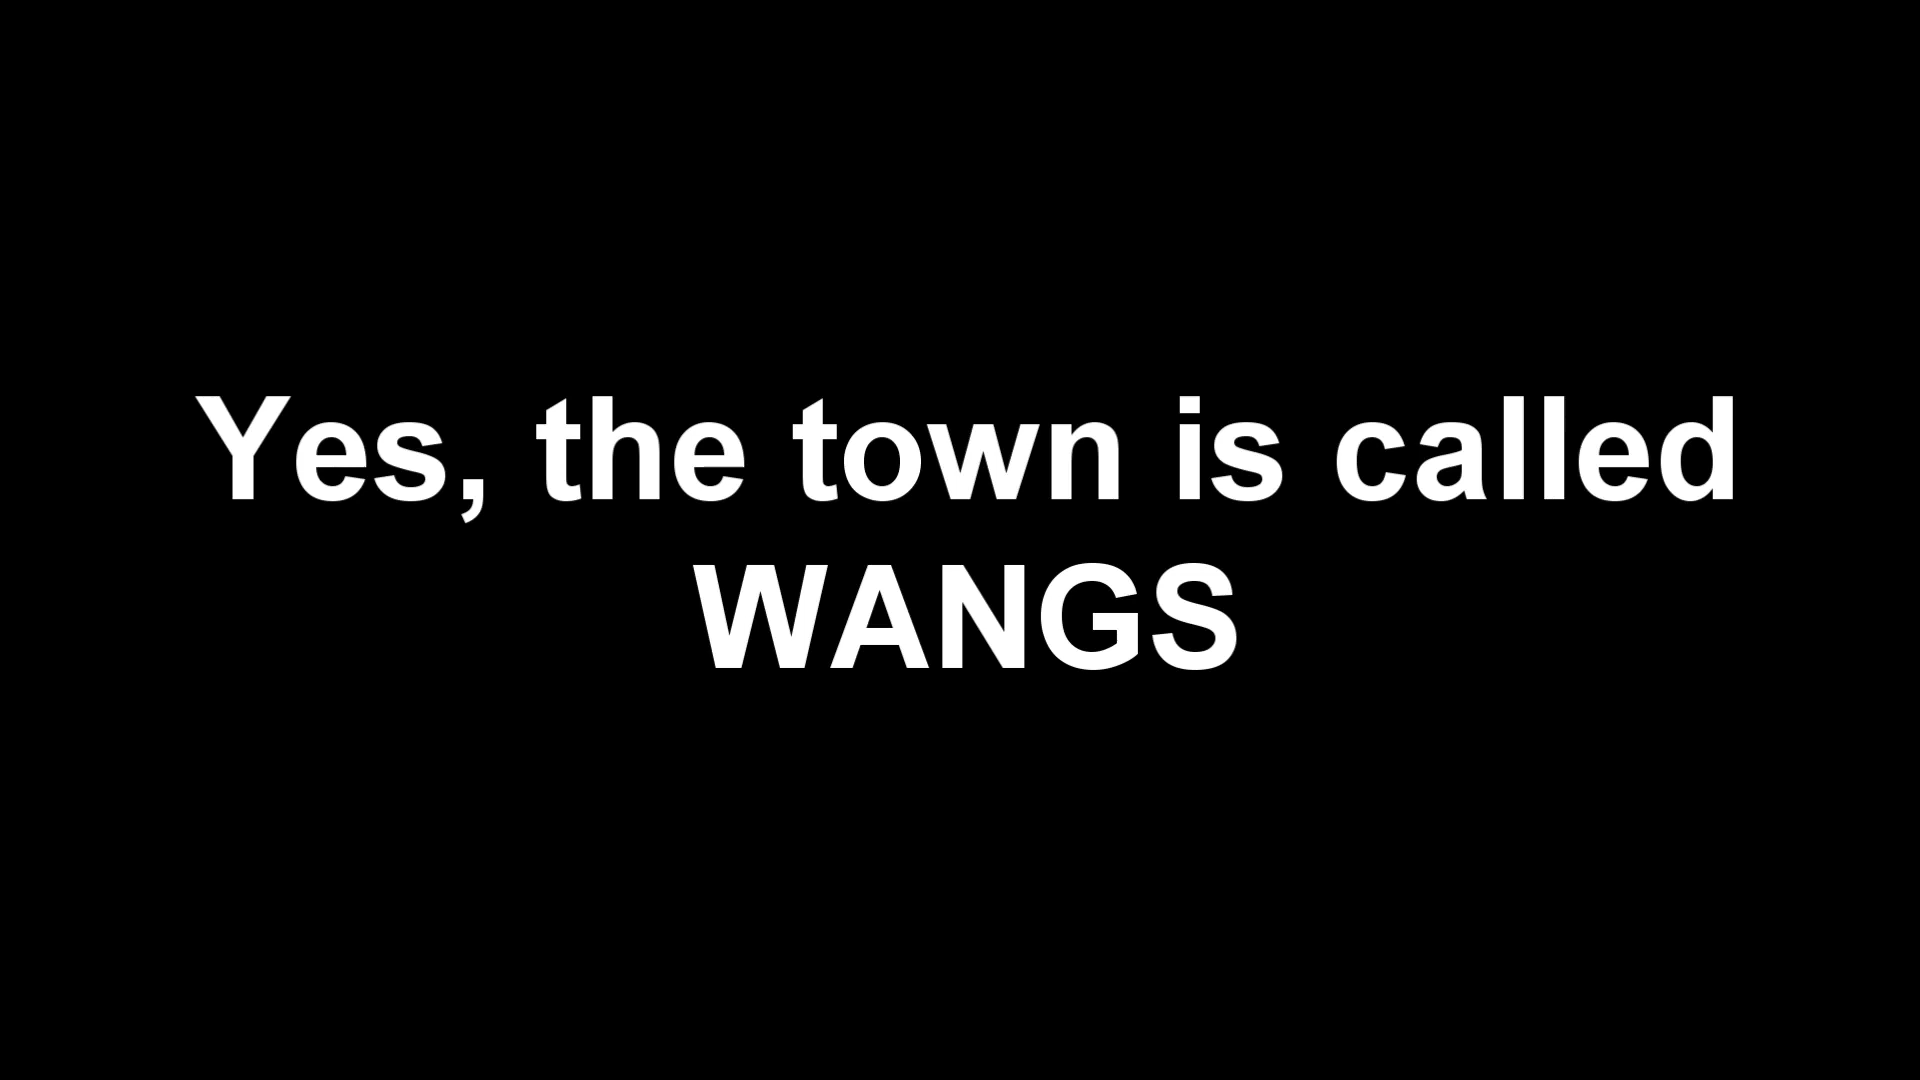 Yes, the town is called
WANGS